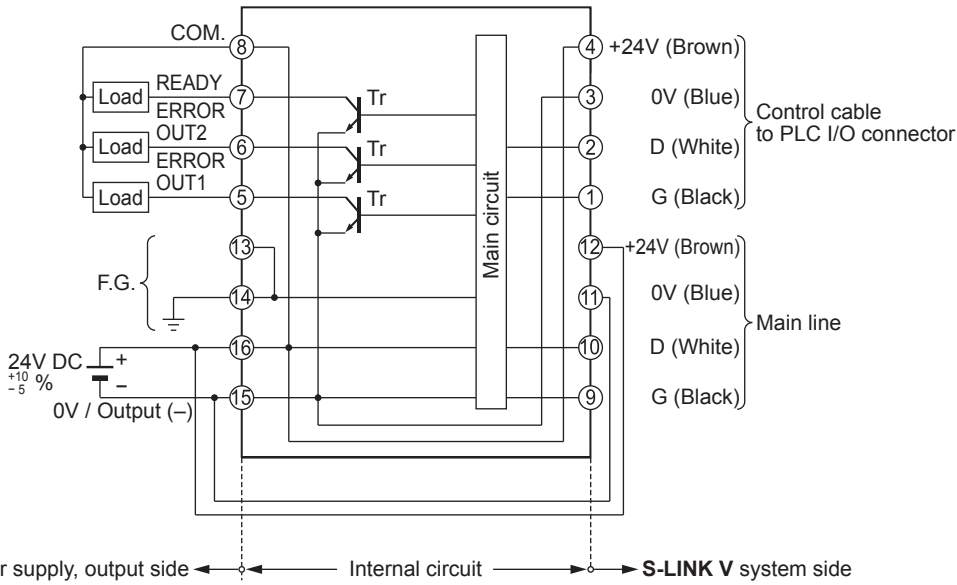 COM.
8
4
+24V (Brown)
Load
READY
7
Tr
3
0V (Blue)
Control cable
to PLC I/O connector
ERROR
OUT2
Load
6
Tr
2
D (White)
ERROR
OUT1
Load
5
Tr
1
G (Black)
Main circuit
13
12
+24V (Brown)
F.G.
14
11
0V (Blue)
Main line
16
10
D (White)
24V DC
+10
-5 %
+
–
15
9
G (Black)
0V / Output (–)
r supply, output side
Internal circuit
S-LINK V system side